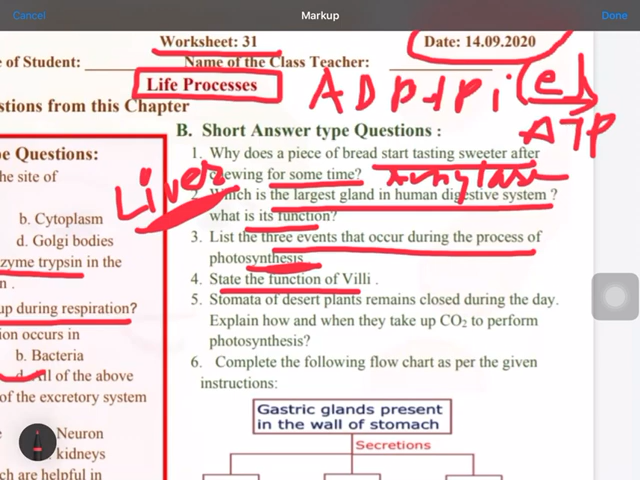 Cancel Markup Done
Worksheet: 31 Date: 14.09.2020
e of Student: Name of the Class Teacher:
Life Processes
stions from this Chapter
ADP+Pi (e) ATP
pe Questions:
the site of
b. Cytoplasm
d. Golgi bodies
zyme trypsin in the
n .
up during respiration?
ion occurs in
b. Bacteria
d. All of the above
of the excretory system
Neuron
kidneys
ch are helpful in
Liver
B. Short Answer type Questions :
1. Why does a piece of bread start tasting sweeter after
chewing for some time?
2. Which is the largest gland in human digestive system ?
what is its function?
3. List the three events that occur during the process of
photosynthesis
4. State the function of Villi .
5. Stomata of desert plants remains closed during the day.
Explain how and when they take up CO₂ to perform
photosynthesis?
6. Complete the following flow chart as per the given
instructions:
Gastric glands present
in the wall of stomach
Secretions